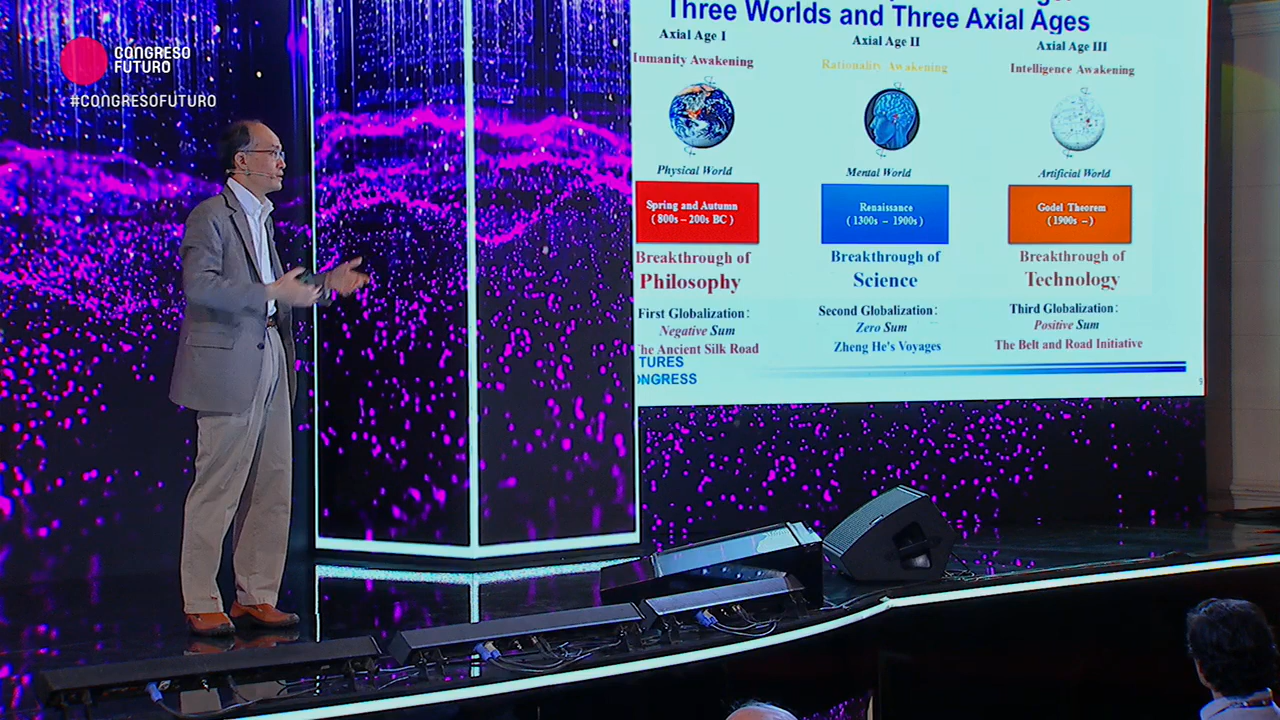 CONGRESO
FUTURO
#CONGRESOFUTURO
Three Worlds and Three Axial Ages
Axial Age I
Humanity Awakening
Physical World
Spring and Autumn
( 800s – 200s BC )
Breakthrough of
Philosophy
First Globalization:
Negative Sum
The Ancient Silk Road
Axial Age II
Rationality Awakening
Mental World
Renaissance
(1300s – 1900s)
Breakthrough of
Science
Second Globalization:
Zero Sum
Zheng He's Voyages
Axial Age III
Intelligence Awakening
Artificial World
Godel Theorem
(1900s – )
Breakthrough of
Technology
Third Globalization:
Positive Sum
The Belt and Road Initiative
TURES
ONGRESS
9